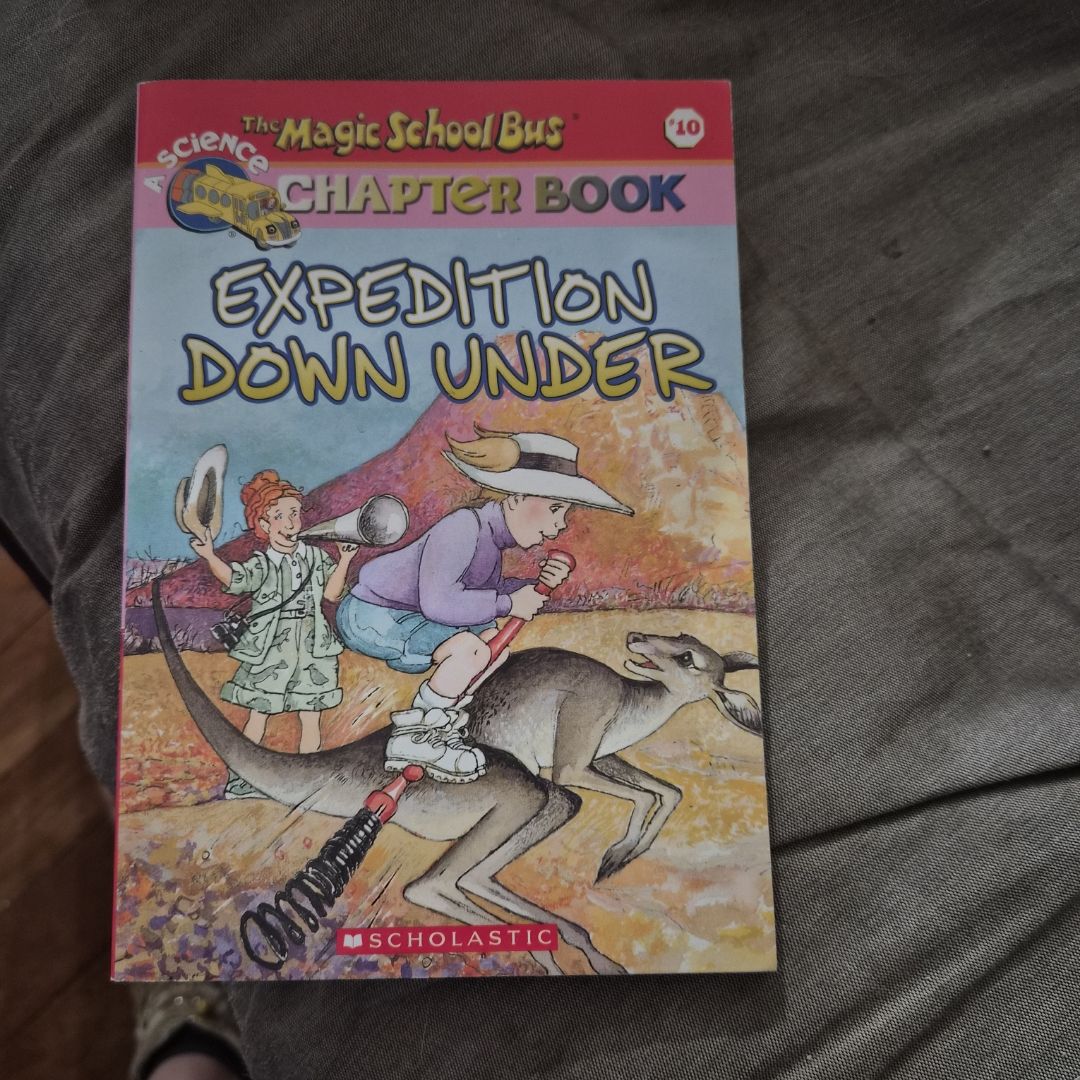 The Magic School Bus®
#10
A SCIENCE
CHAPTER BOOK
EXPEDITION
DOWN UNDER
SCHOLASTIC